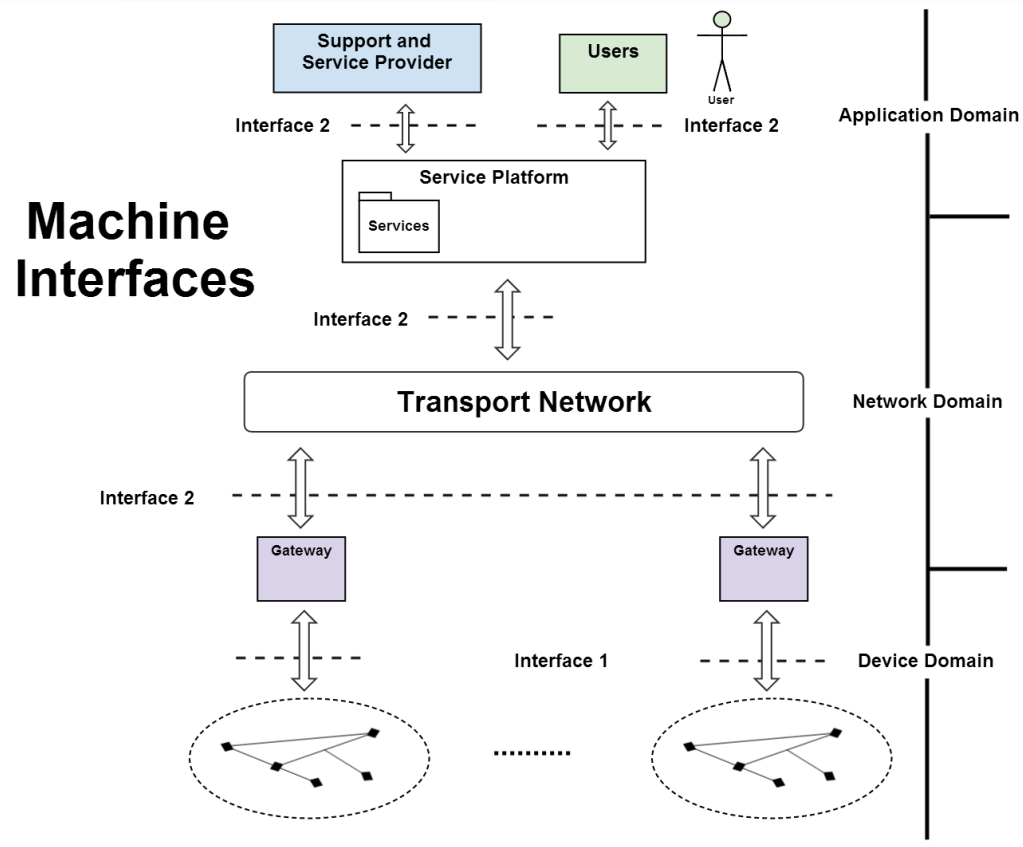 Support and
Service Provider
Users
User
Interface 2
Interface 2
Application Domain
Service Platform
Services
Machine
Interfaces
Interface 2
Transport Network
Network Domain
Interface 2
Gateway
Gateway
Interface 1
Device Domain